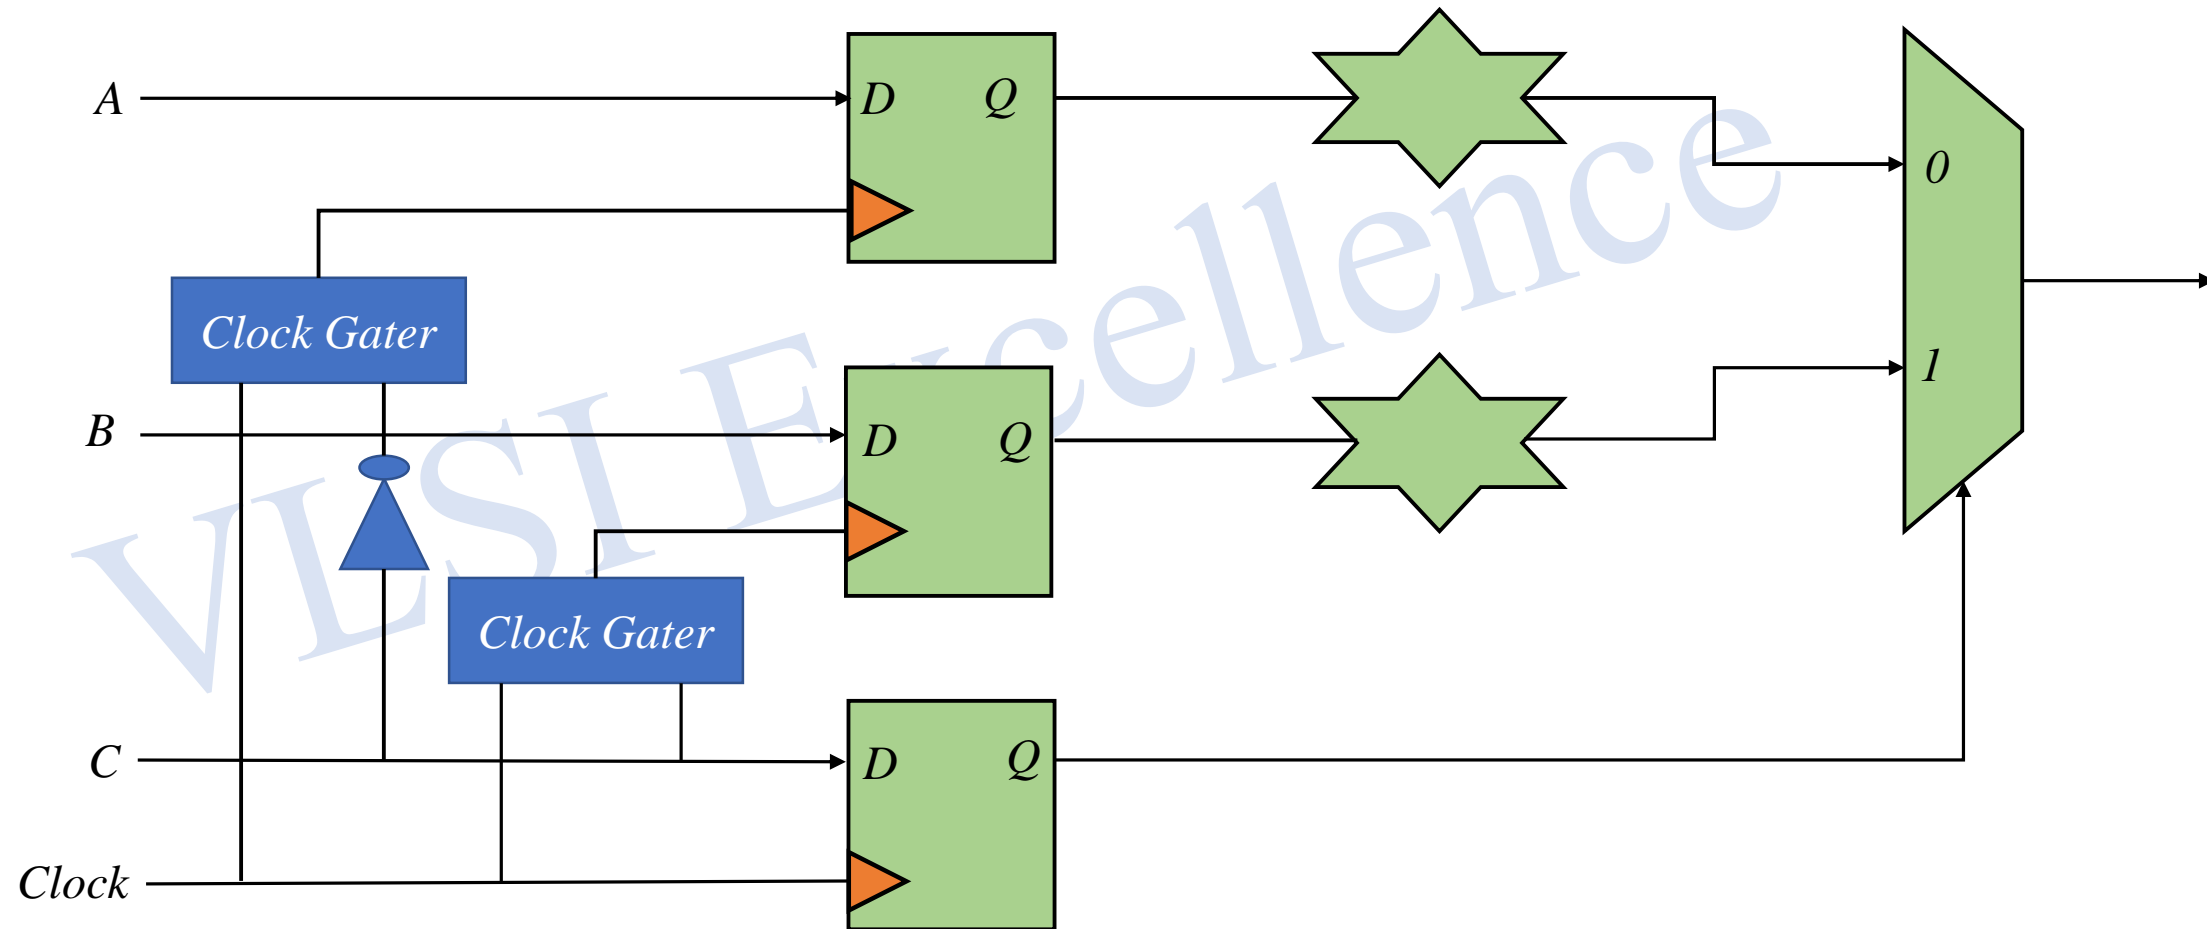 A
D
Q
0
Clock Gater
1
B
D
Q
Clock Gater
C
D
Q
Clock
VLSI Excellence